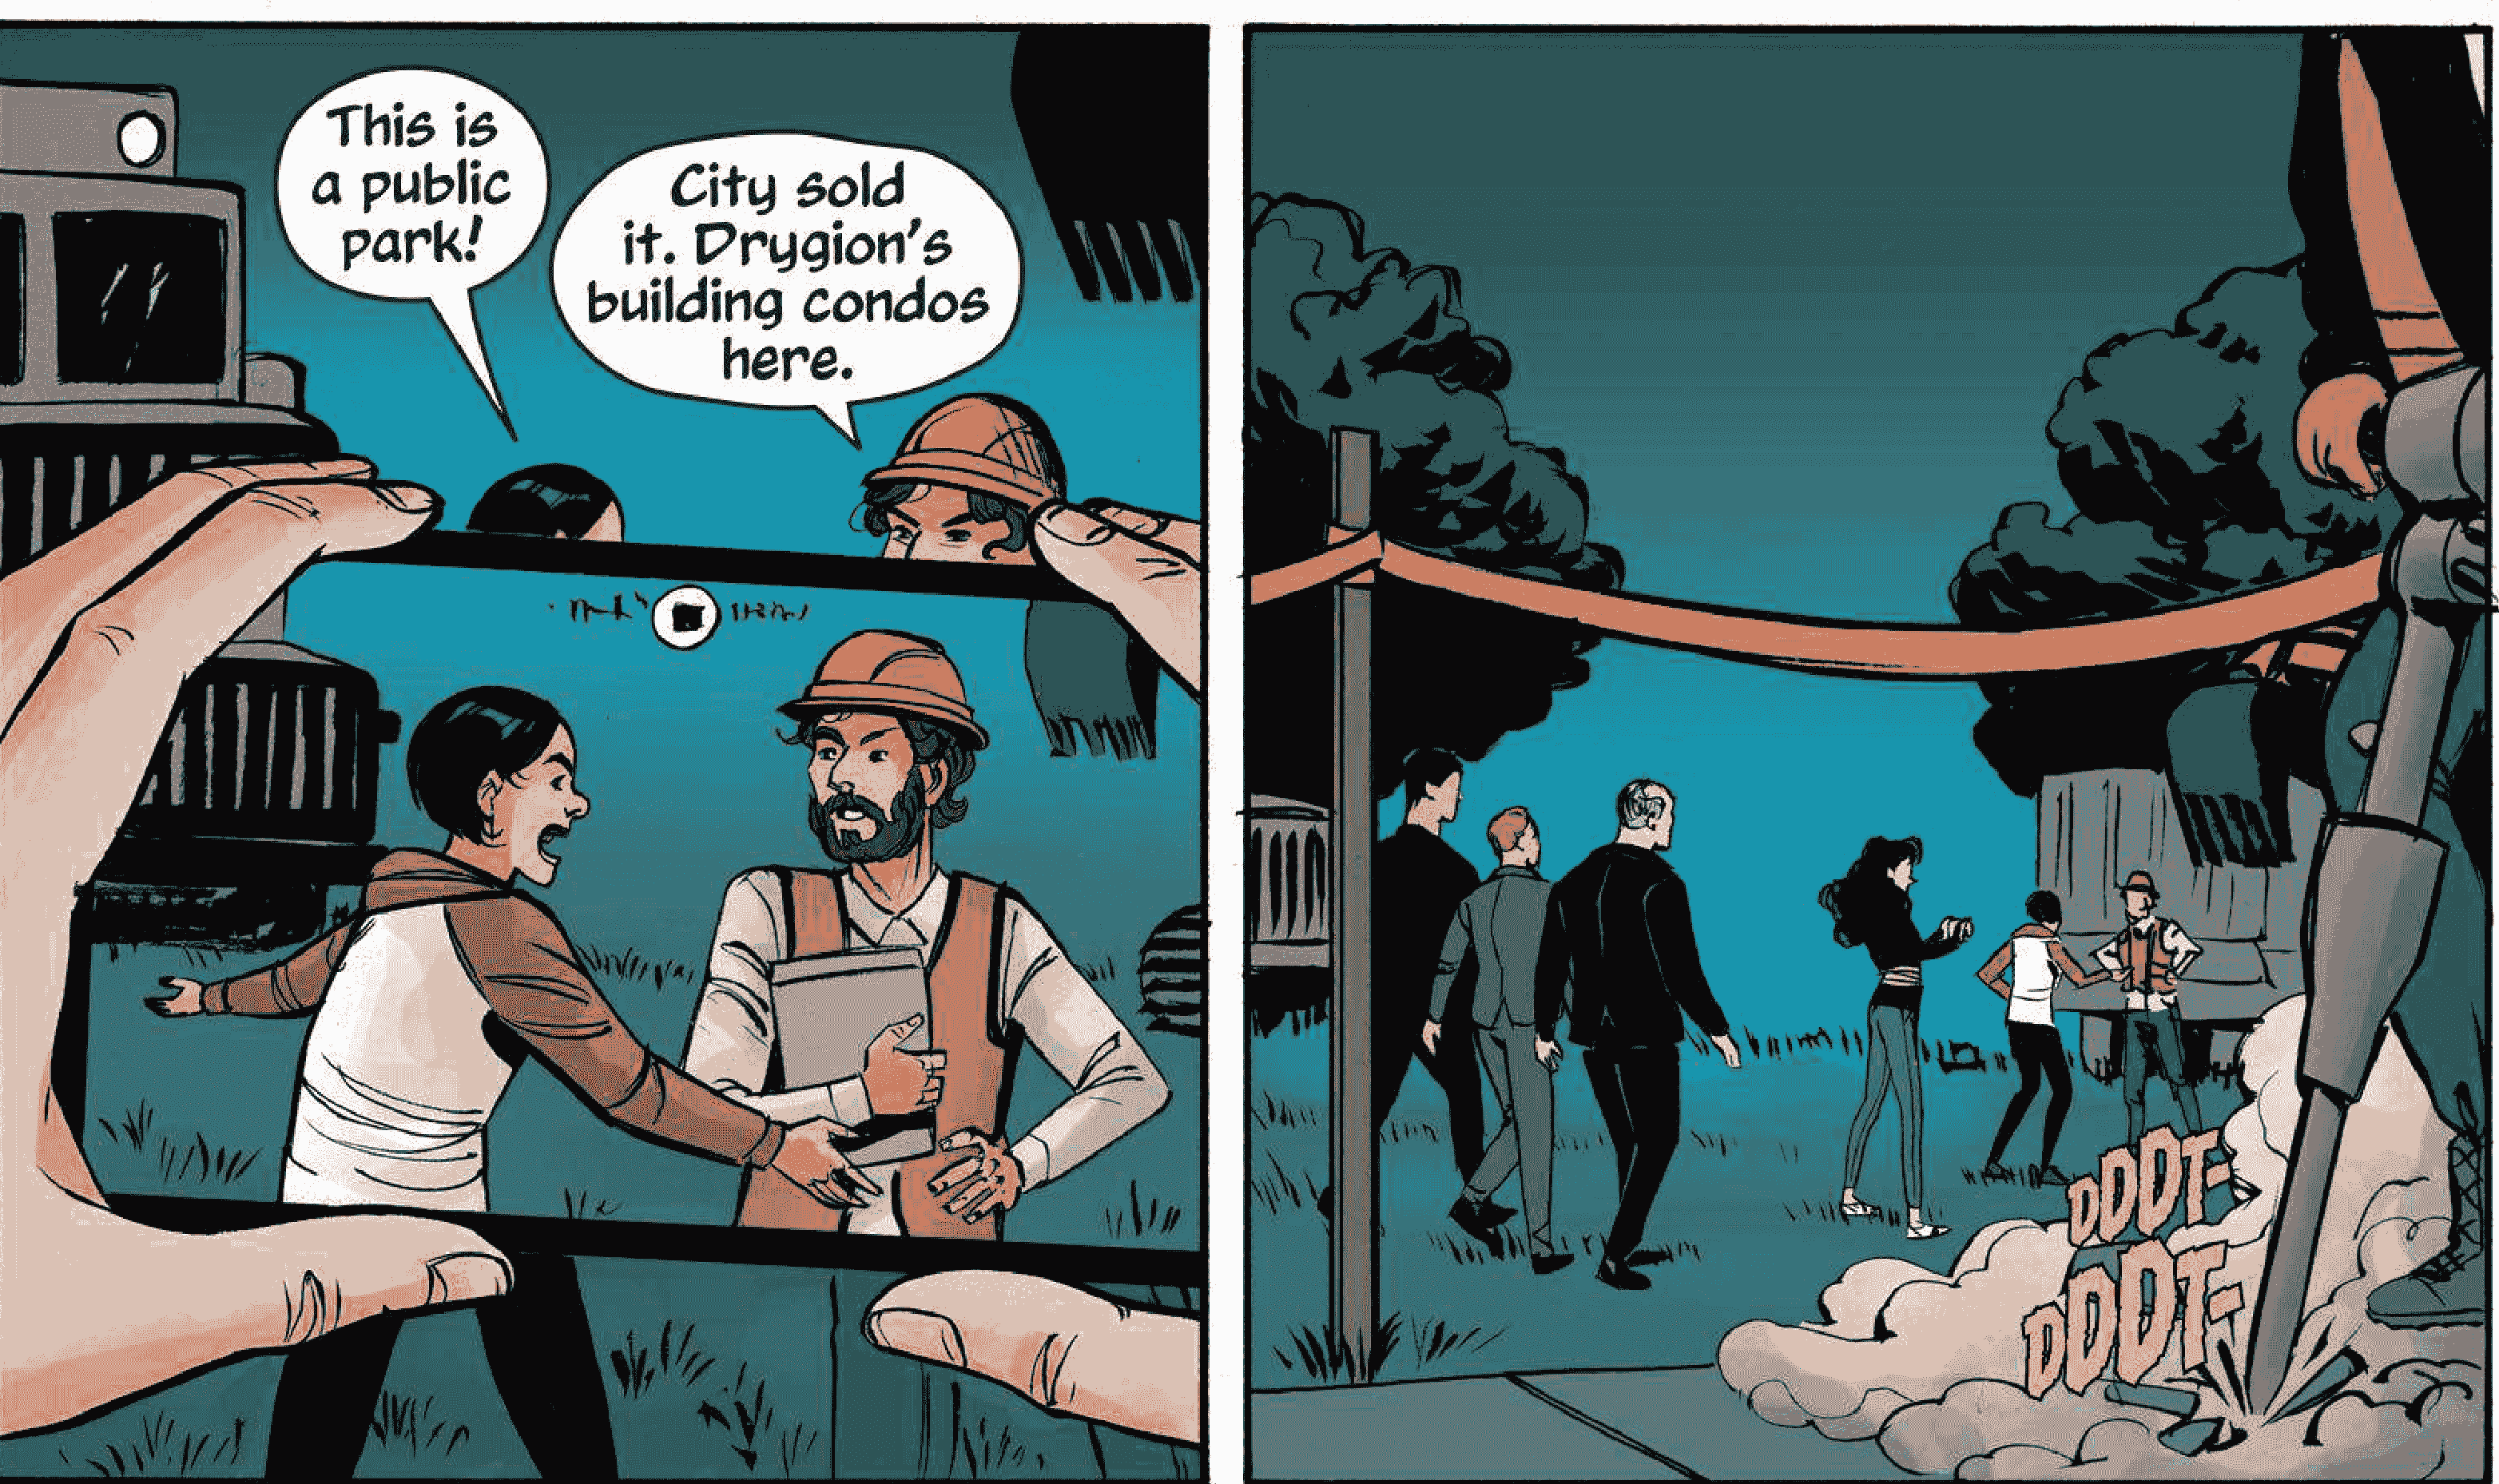 This is
a public
park!
City sold
it. Drygion's
building condos
here.
DDDT-
DDDT-